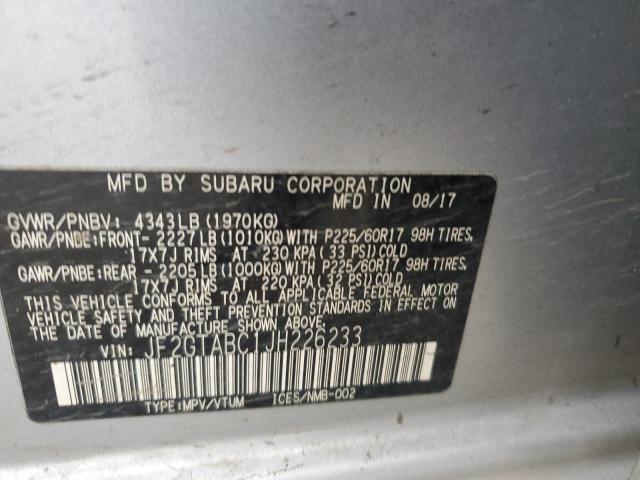 MFD BY SUBARU CORPORATION
MFD IN 08/17
GVWR/PNBV: 4343LB (1970KG)
GAWR/PNBE:FRONT- 2227LB(1010KG)WITH P225/60R17 98H TIRES,
17X7J RIMS AT 230 KPA(33 PSI)COLD
GAWR/PNBE:REAR - 2205LB(1000KG)WITH P225/60R17 98H TIRES,
17X7J RIMS AT 220 KPA(32 PSI)COLD
THIS VEHICLE CONFORMS TO ALL APPLICABLE FEDERAL MOTOR
VEHICLE SAFETY AND THEFT PREVENTION STANDARDS IN EFFECT ON
THE DATE OF MANUFACTURE SHOWN ABOVE.
VIN: JF2GTABC1JH226233
TYPE:MPV/VTUM ICES/NMB-002